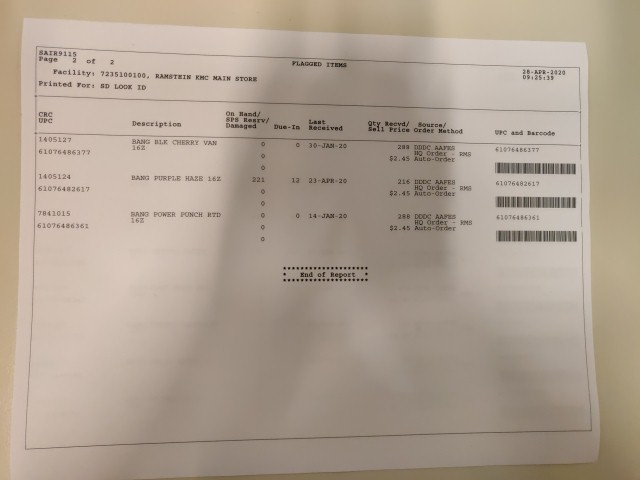 SAIR9115
Page 2 of 2
FLAGGED ITEMS
28-APR-2020
09:25:39
Facility: 7235100100, RAMSTEIN KMC MAIN STORE
Printed For: SD LOOK ID
CRC UPC Description On Hand/ SPS Resrv/ Damaged Due-In Last Received Qty Recvd/ Sell Price Source/ Order Method UPC and Barcode
1405127 BANG BLK CHERRY VAN 0 0 30-JAN-20 288 DDDC AAFES 61076486377
16Z HQ Order - EMS
61076486377 0 $2.45 Auto-Order
0
1405124 BANG PURPLE HAZE 16Z 221 12 23-APR-20 216 DDDC AAFES 61076482617
61076482617 0 HQ Order - EMS
0 $2.45 Auto-Order
7841015 BANG POWER PUNCH RTD 0 0 14-JAN-20 288 DDDC AAFES 61076486361
16Z HQ Order - EMS
61076486361 0 $2.45 Auto-Order
0
********************
* End of Report *
********************